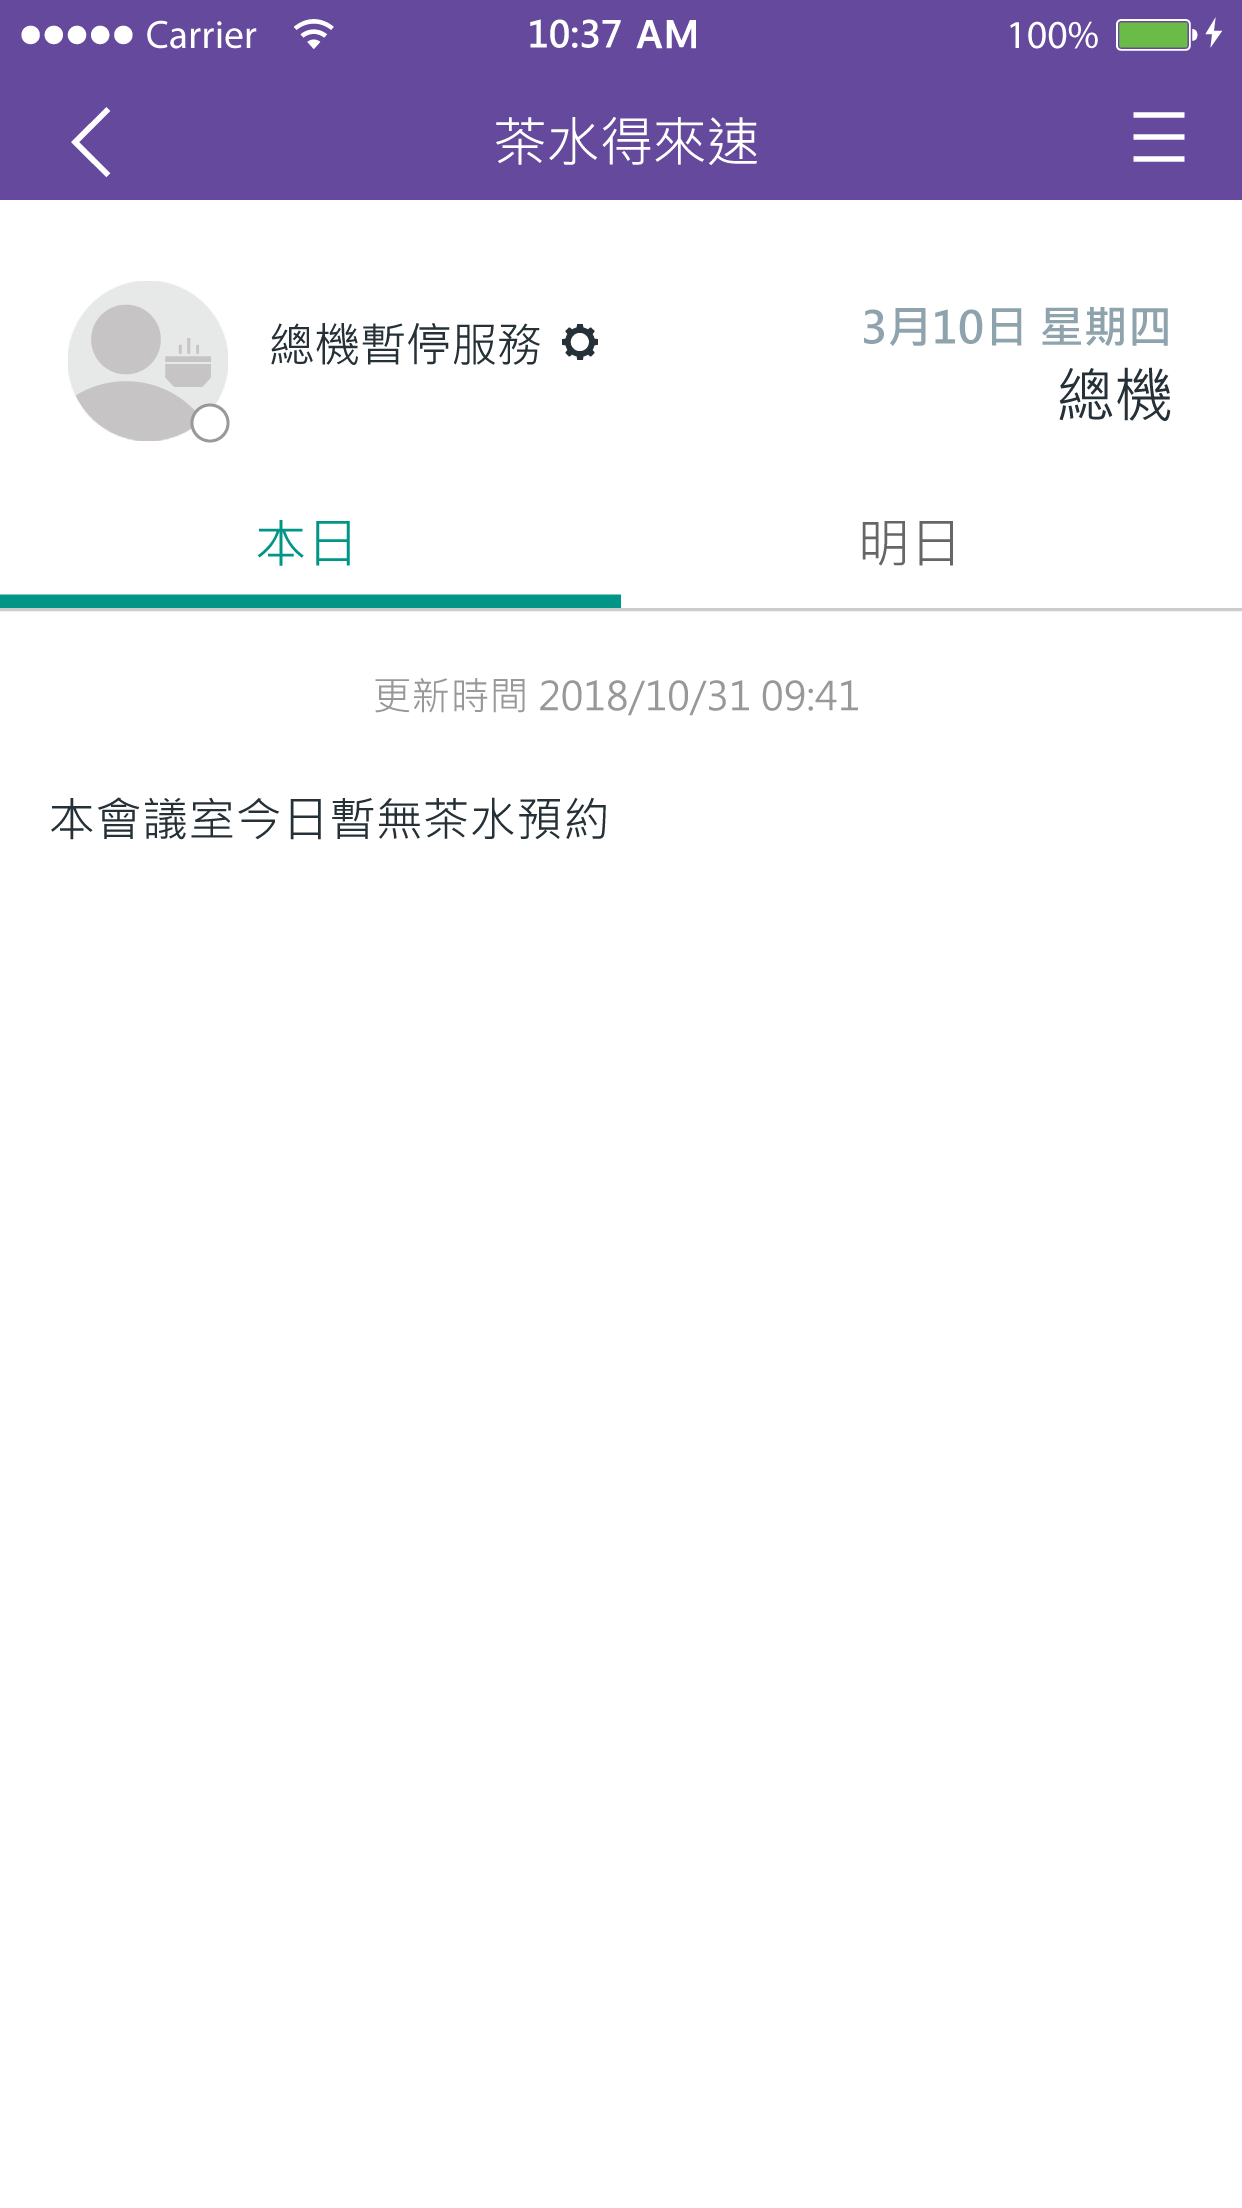 Carrier 10:37 AM 100%
茶水得來速
總機暫停服務
3月10日 星期四
總機
本日 明日
更新時間 2018/10/31 09:41
本會議室今日暫無茶水預約